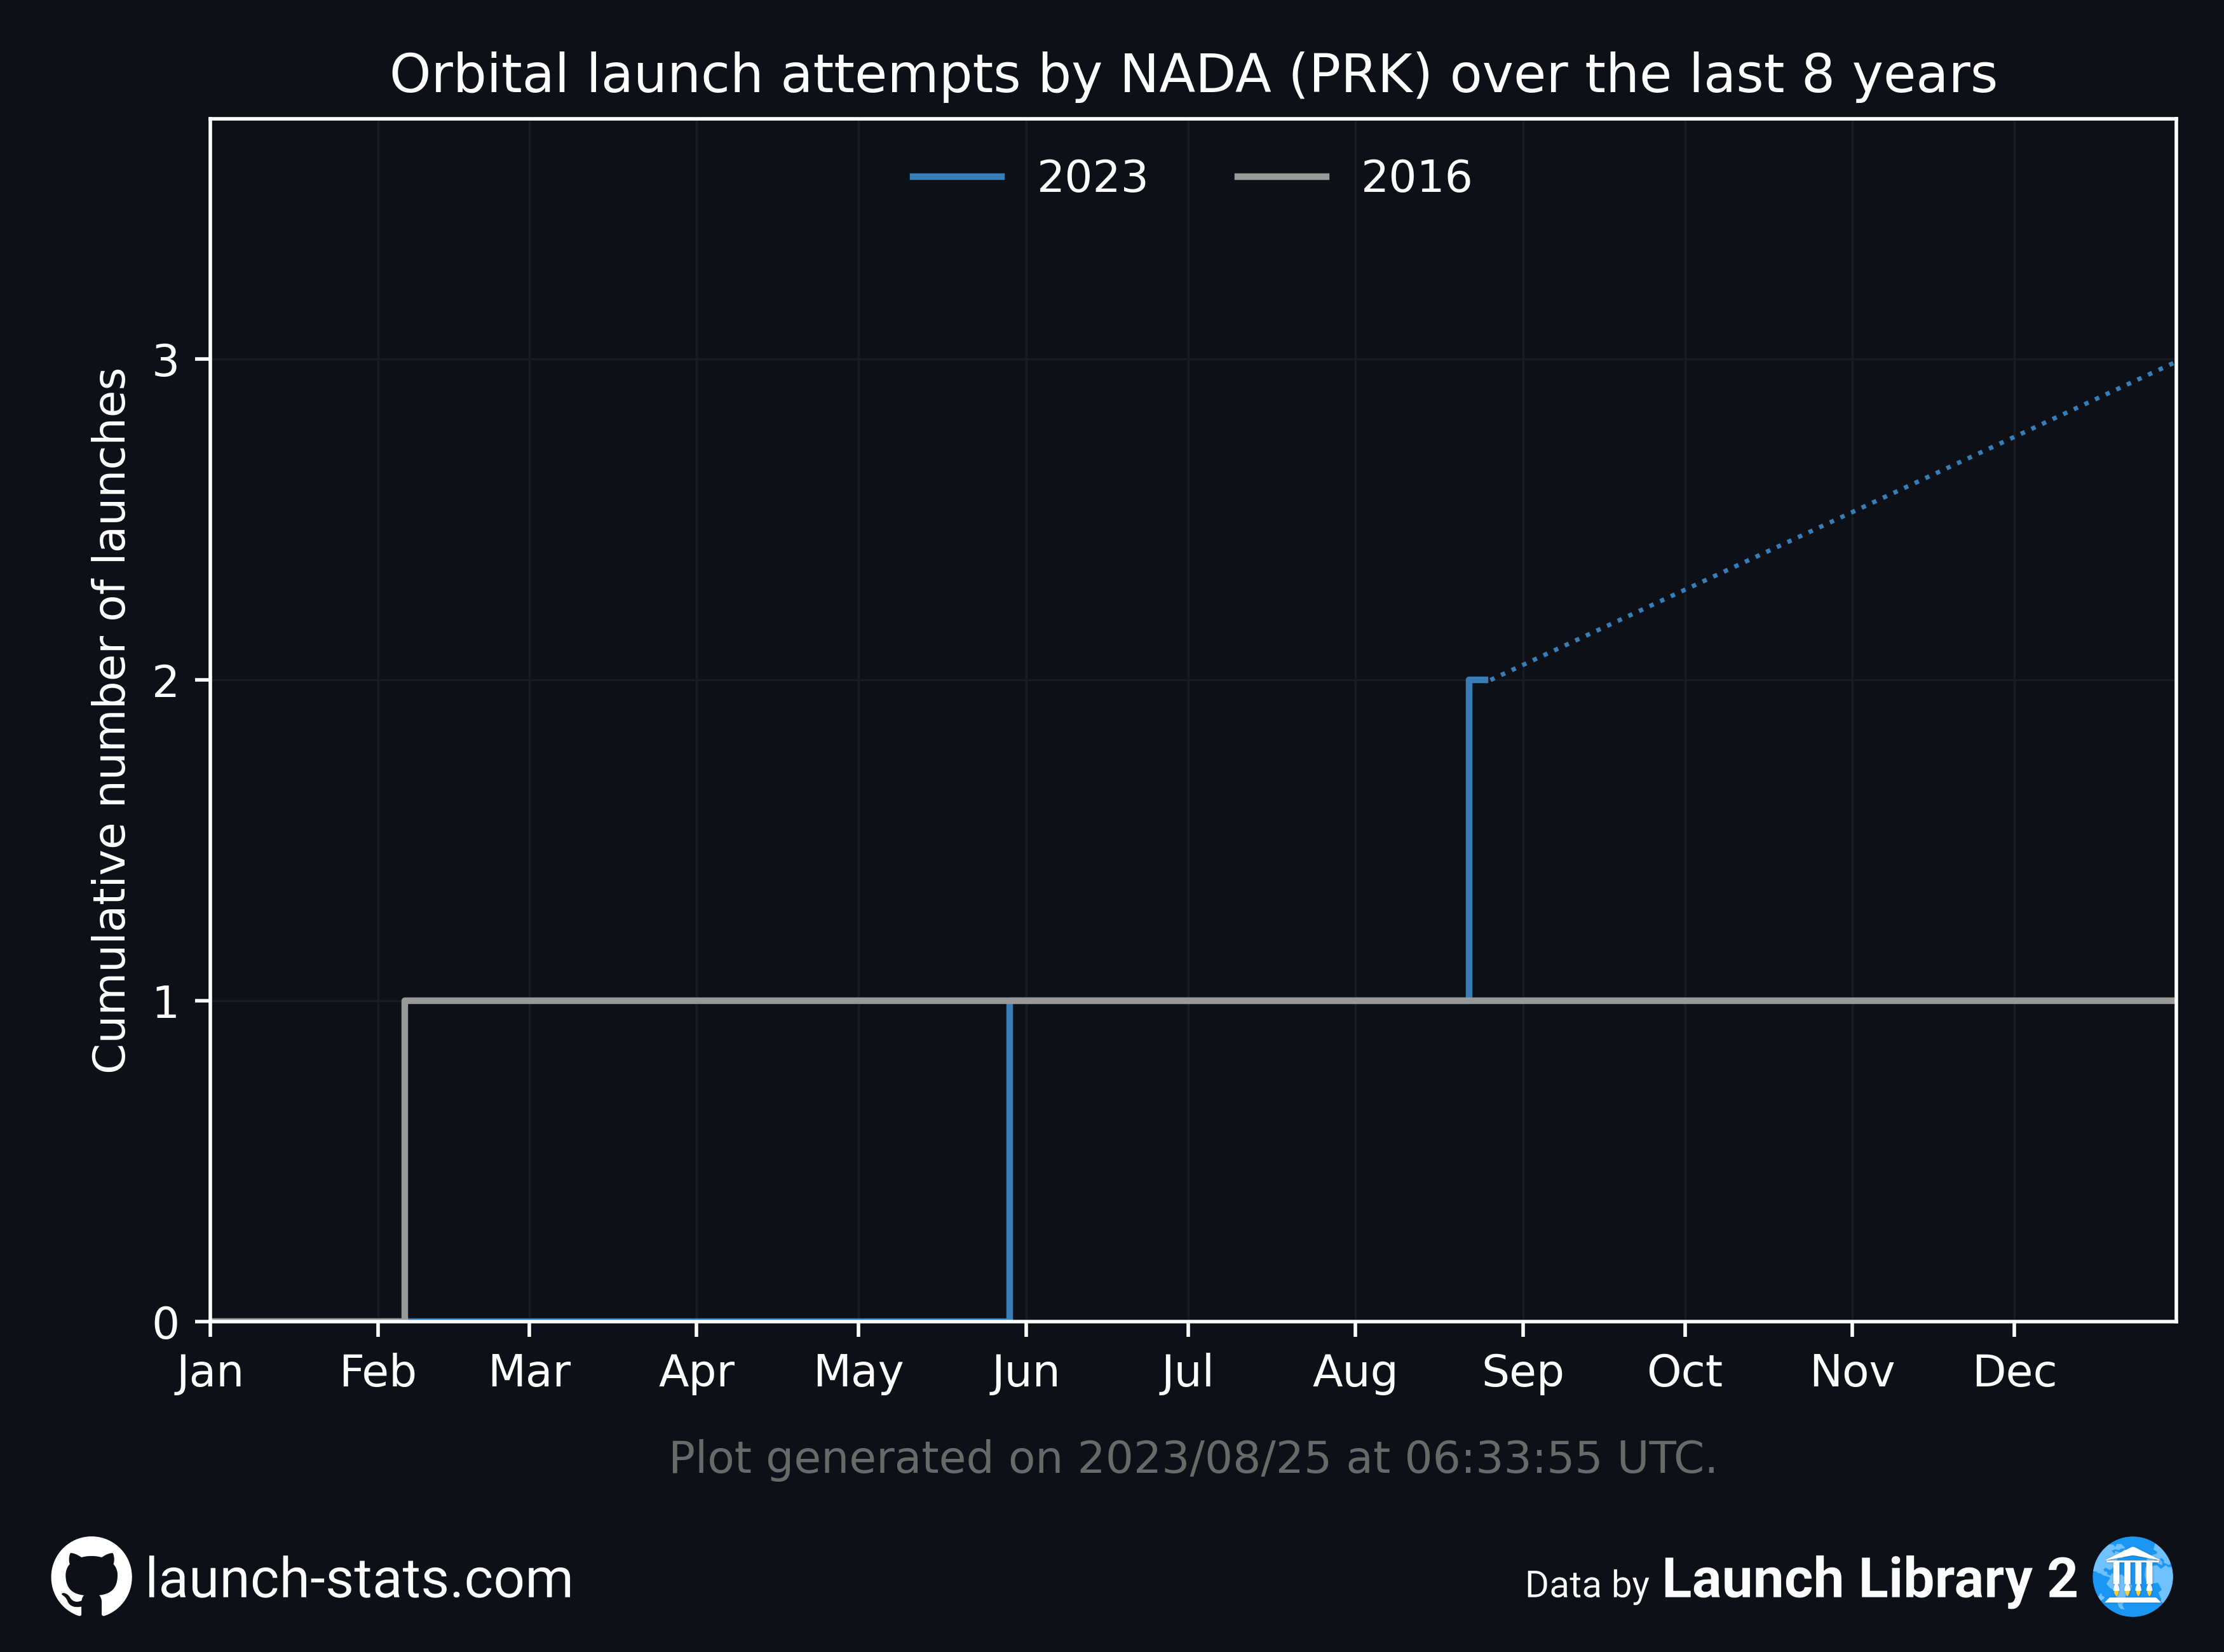 Orbital launch attempts by NADA (PRK) over the last 8 years
2023 2016
Cumulative number of launches
3
2
1
0
Jan Feb Mar Apr May Jun Jul Aug Sep Oct Nov Dec
Plot generated on 2023/08/25 at 06:33:55 UTC.
launch-stats.com
Data by Launch Library 2